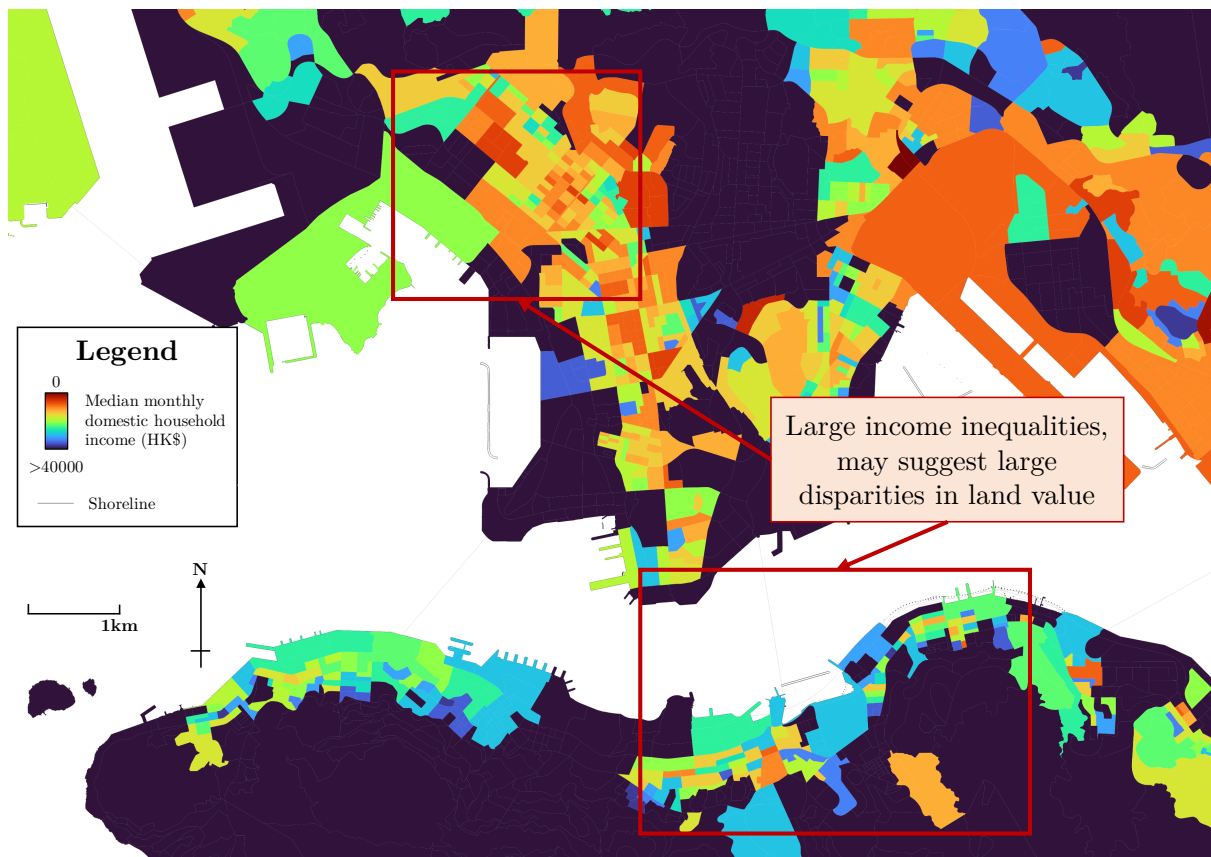 Legend
0
Median monthly
domestic household
income (HK$)
>40000
Shoreline
N
1km
Large income inequalities,
may suggest large
disparities in land value